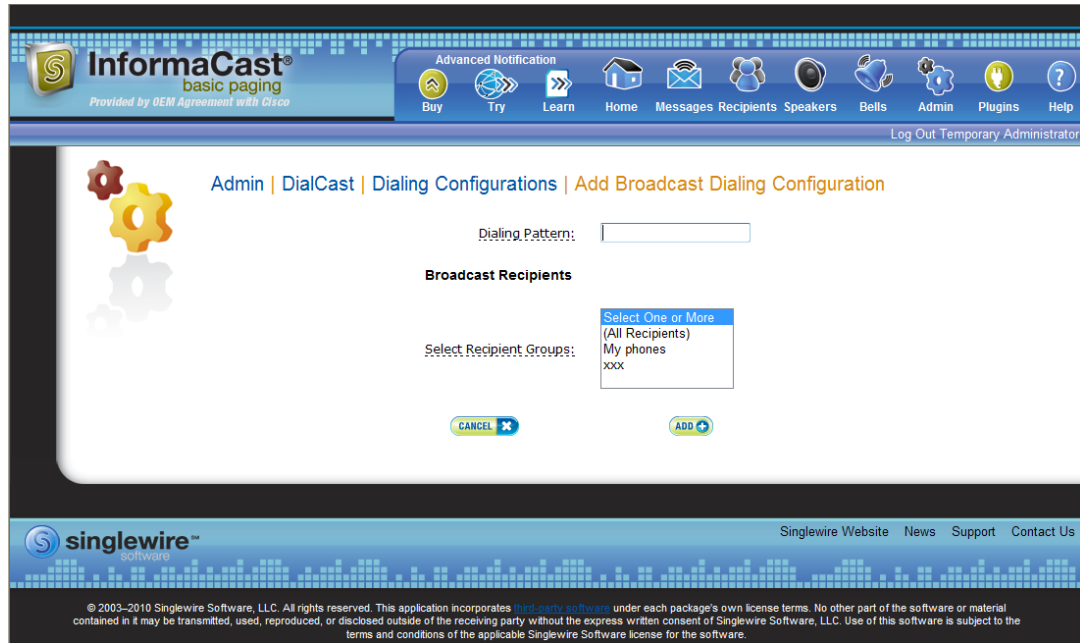 InformaCast®
basic paging
Provided by OEM Agreement with Cisco
Advanced Notification
Buy Try Learn Home Messages Recipients Speakers Bells Admin Plugins Help
Log Out Temporary Administrator
Admin | DialCast | Dialing Configurations | Add Broadcast Dialing Configuration
Dialing Pattern:
Broadcast Recipients
Select Recipient Groups:
Select One or More
(All Recipients)
My phones
xxx
CANCEL
ADD
singlewire℠
software
Singlewire Website News Support Contact Us
© 2003–2010 Singlewire Software, LLC. All rights reserved. This application incorporates third-party software under each package's own license terms. No other part of the software or material
contained in it may be transmitted, used, reproduced, or disclosed outside of the receiving party without the express written consent of Singlewire Software, LLC. Use of this software is subject to the
terms and conditions of the applicable Singlewire Software license for the software.